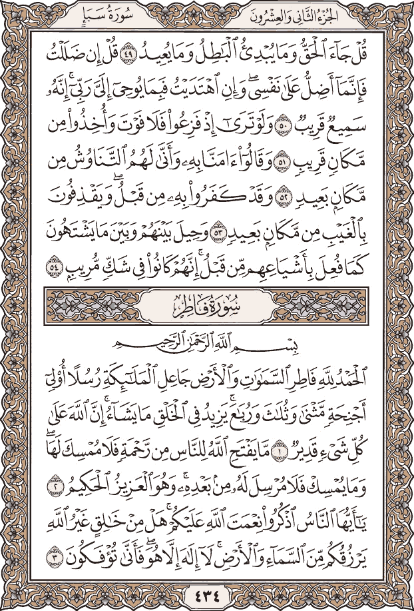 الجزء الثاني والعشرون
سورة سبإ
قُلْ جَآءَ ٱلْحَقُّ وَمَا يُبْدِئُ ٱلْبَٰطِلُ وَمَا يُعِيدُ ٤٩ قُلْ إِن ضَلَلْتُ
فَإِنَّمَآ أَضِلُّ عَلَىٰ نَفْسِى ۖ وَإِنِ ٱهْتَدَيْتُ فَبِمَا يُوحِىٓ إِلَىَّ رَبِّىٓ ۚ إِنَّهُۥ
سَمِيعٌ قَرِيبٌ ٥٠ وَلَوْ تَرَىٰٓ إِذْ فَزِعُوا۟ فَلَا فَوْتَ وَأُخِذُوا۟ مِن
مَّكَانٍ قَرِيبٍ ٥١ وَقَالُوٓا۟ ءَامَنَّا بِهِۦ وَأَنَّىٰ لَهُمُ ٱلتَّنَاوُشُ مِن
مَّكَانٍۭ بَعِيدٍ ٥٢ وَقَدْ كَفَرُوا۟ بِهِۦ مِن قَبْلُ ۖ وَيَقْذِفُونَ
بِٱلْغَيْبِ مِن مَّكَانٍۭ بَعِيدٍ ٥٣ وَحِيلَ بَيْنَهُمْ وَبَيْنَ مَا يَشْتَهُونَ
كَمَا فُعِلَ بِأَشْيَاعِهِم مِّن قَبْلُ ۚ إِنَّهُمْ كَانُوا۟ فِى شَكٍّ مُّرِيبٍۭ ٥٤
سورة فاطر
بِسْمِ ٱللَّهِ ٱلرَّحْمَٰنِ ٱلرَّحِيمِ
ٱلْحَمْدُ لِلَّهِ فَاطِرِ ٱلسَّمَٰوَٰتِ وَٱلْأَرْضِ جَاعِلِ ٱلْمَلَٰٓئِكَةِ رُسُلًا أُو۟لِىٓ
أَجْنِحَةٍ مَّثْنَىٰ وَثُلَٰثَ وَرُبَٰعَ ۚ يَزِيدُ فِى ٱلْخَلْقِ مَا يَشَآءُ ۚ إِنَّ ٱللَّهَ عَلَىٰ
كُلِّ شَىْءٍ قَدِيرٌ ١ مَّا يَفْتَحِ ٱللَّهُ لِلنَّاسِ مِن رَّحْمَةٍ فَلَا مُمْسِكَ لَهَا ۖ
وَمَا يُمْسِكْ فَلَا مُرْسِلَ لَهُۥ مِنۢ بَعْدِهِۦ ۚ وَهُوَ ٱلْعَزِيزُ ٱلْحَكِيمُ ٢
يَٰٓأَيُّهَا ٱلنَّاسُ ٱذْكُرُوا۟ نِعْمَتَ ٱللَّهِ عَلَيْكُمْ ۚ هَلْ مِنْ خَٰلِقٍ غَيْرُ ٱللَّهِ
يَرْزُقُكُم مِّنَ ٱلسَّمَآءِ وَٱلْأَرْضِ ۚ لَآ إِلَٰهَ إِلَّا هُوَ ۖ فَأَنَّىٰ تُؤْفَكُونَ ٣
٤٣٤